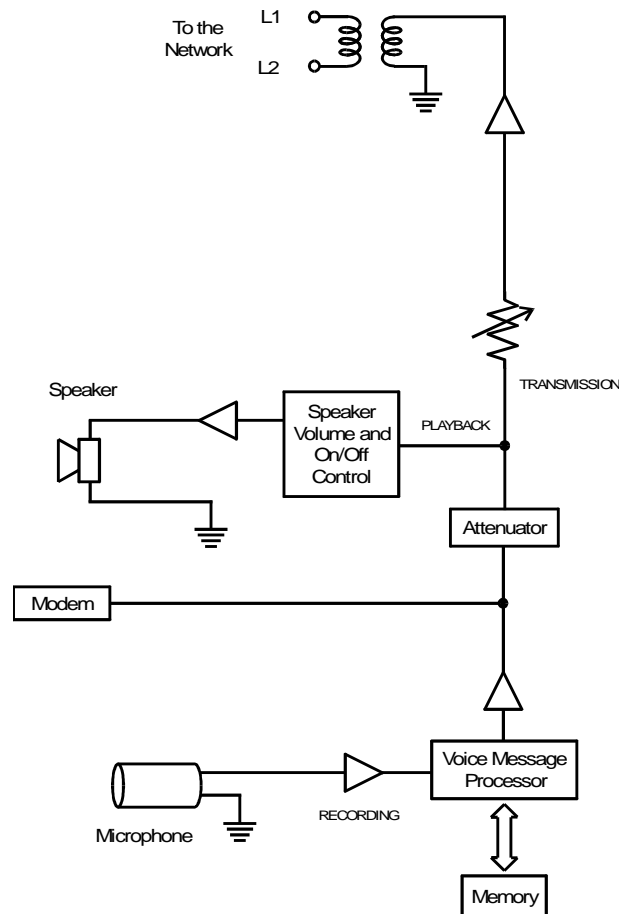 To the
Network
L1
L2
TRANSMISSION
Speaker
Speaker
Volume and
On/Off
Control
PLAYBACK
Attenuator
Modem
Voice Message
Processor
RECORDING
Microphone
Memory